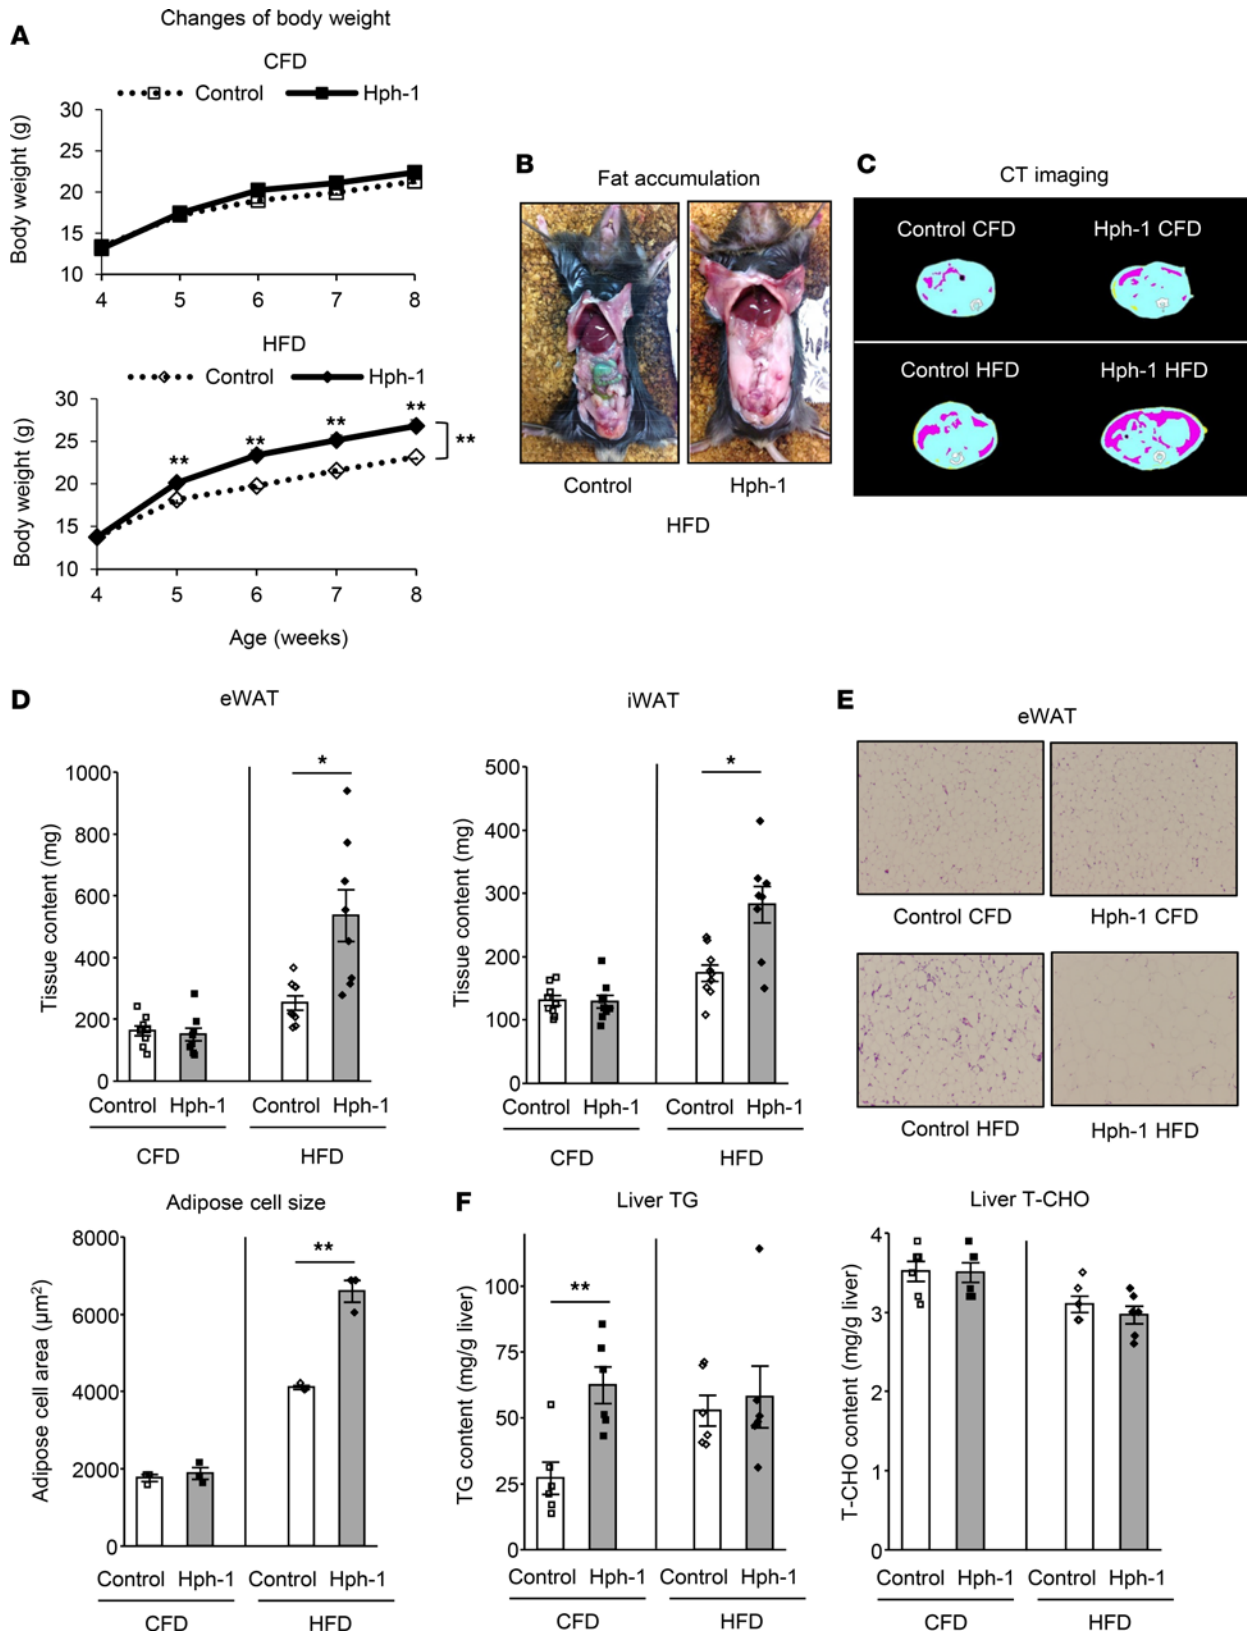 A
Changes of body weight
CFD
Control Hph-1
Body weight (g)
30
25
20
15
10
4 5 6 7 8
HFD
Control Hph-1
Body weight (g)
30
25
20
15
10
** ** ** ** **
4 5 6 7 8
Age (weeks)
B
Fat accumulation
Control Hph-1
HFD
C
CT imaging
Control CFD Hph-1 CFD
Control HFD Hph-1 HFD
D
eWAT
Tissue content (mg)
1000
800
600
400
200
0
*
Control Hph-1 Control Hph-1
CFD HFD
iWAT
Tissue content (mg)
500
400
300
200
100
0
*
Control Hph-1 Control Hph-1
CFD HFD
E
eWAT
Control CFD Hph-1 CFD
Control HFD Hph-1 HFD
Adipose cell size
Adipose cell area (µm²)
8000
6000
4000
2000
0
**
Control Hph-1 Control Hph-1
CFD HFD
F
Liver TG
TG content (mg/g liver)
100
75
50
25
0
**
Control Hph-1 Control Hph-1
CFD HFD
Liver T-CHO
T-CHO content (mg/g liver)
4
3
2
1
0
Control Hph-1 Control Hph-1
CFD HFD